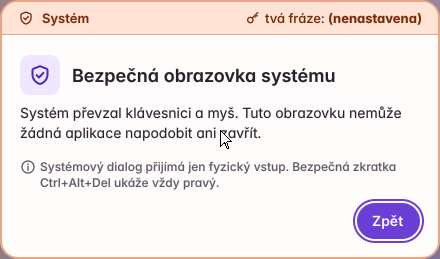 Systém
tvá fráze: (nenastavena)
Bezpečná obrazovka systému
Systém převzal klávesnici a myš. Tuto obrazovku nemůže
žádná aplikace napodobit ani zavřít.
Systémový dialog přijímá jen fyzický vstup. Bezpečná zkratka
Ctrl+Alt+Del ukáže vždy pravý.
Zpět